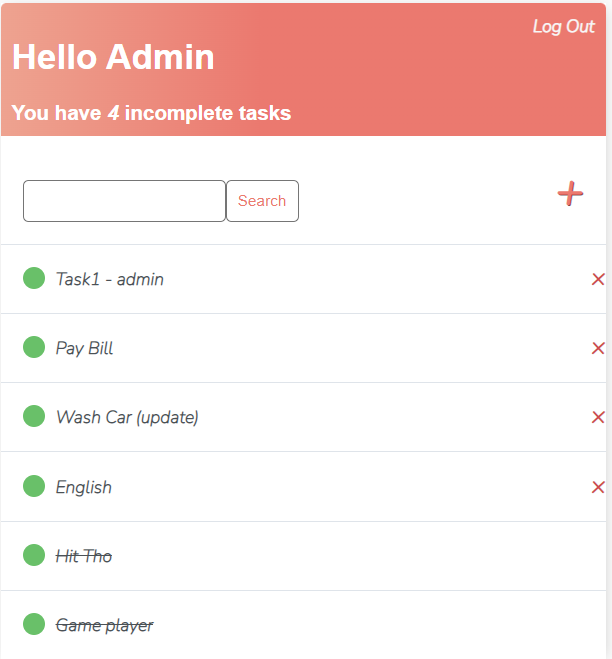 Log Out
Hello Admin
You have 4 incomplete tasks
Search
Task1 - admin
Pay Bill
Wash Car (update)
English
Hit Tho
Game player